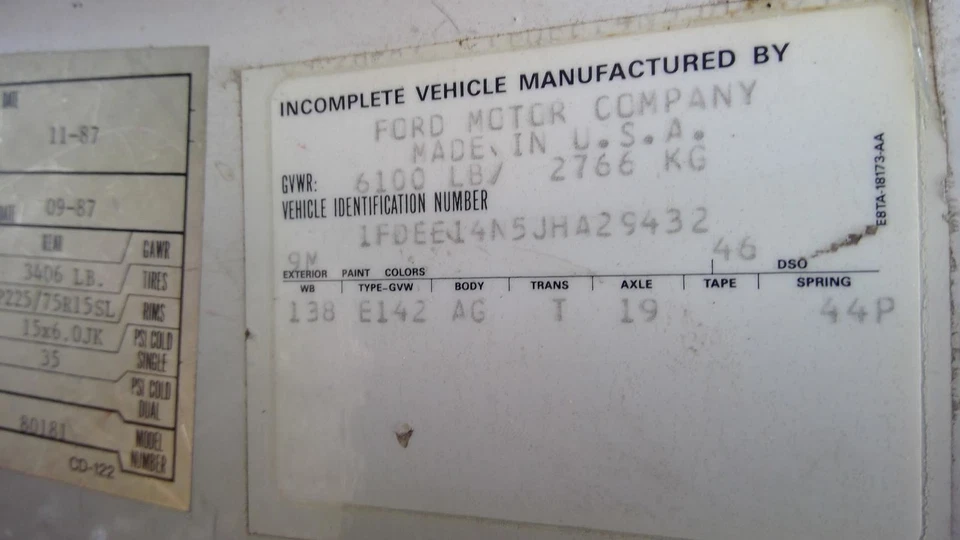 DATE
11-87
DATE
09-87
REAR GAWR
3406 LB. TIRES
P225/75R15SL RIMS
15x6.0JK PSI COLD
35 SINGLE
PSI COLD
DUAL
80181 MODEL
NUMBER
CD-122
INCOMPLETE VEHICLE MANUFACTURED BY
FORD MOTOR COMPANY
MADE IN U.S.A.
GVWR: 6100 LB/ 2766 KG
VEHICLE IDENTIFICATION NUMBER
1FDEE14N5JHA29432
9M 46
EXTERIOR PAINT COLORS DSO
WB TYPE-GVW BODY TRANS AXLE TAPE SPRING
138 E142 AG T 19 44P
E8TA-18173-AA